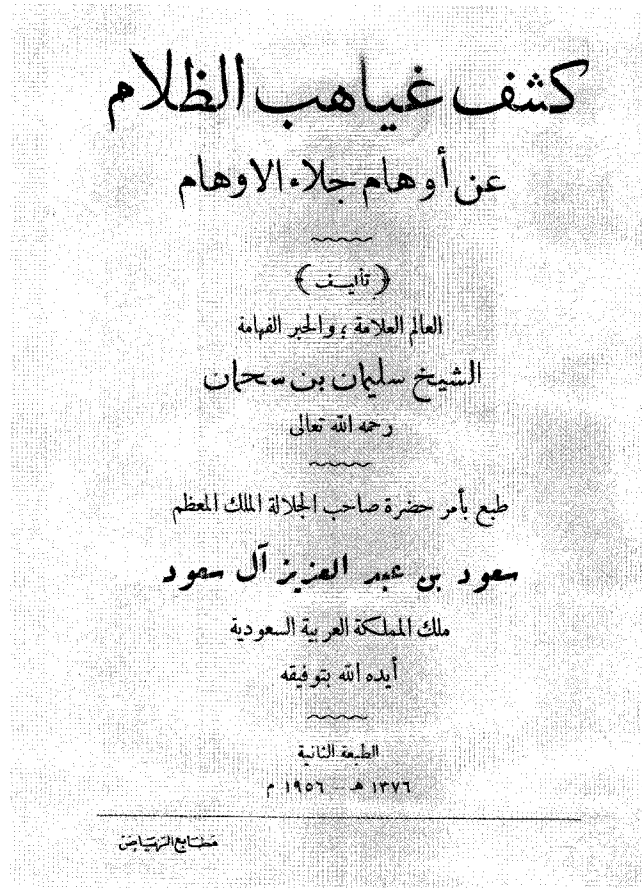 كشف غياهب الظلام
عن أوهام جلاء الاوهام
﴿ تأليف ﴾
العالم العلامة ، والحبر الفهامة
الشيخ سليمان بن سحمان
رحمه الله تعالى
طبع بأمر حضرة صاحب الجلالة الملك المعظم
سعود بن عبد العزيز آل سعود
ملك المملكة العربية السعودية
أيده الله بتوفيقه
الطبعة الثانية
١٣٧٦ هـ - ١٩٥٦ م
مطابع الرياض